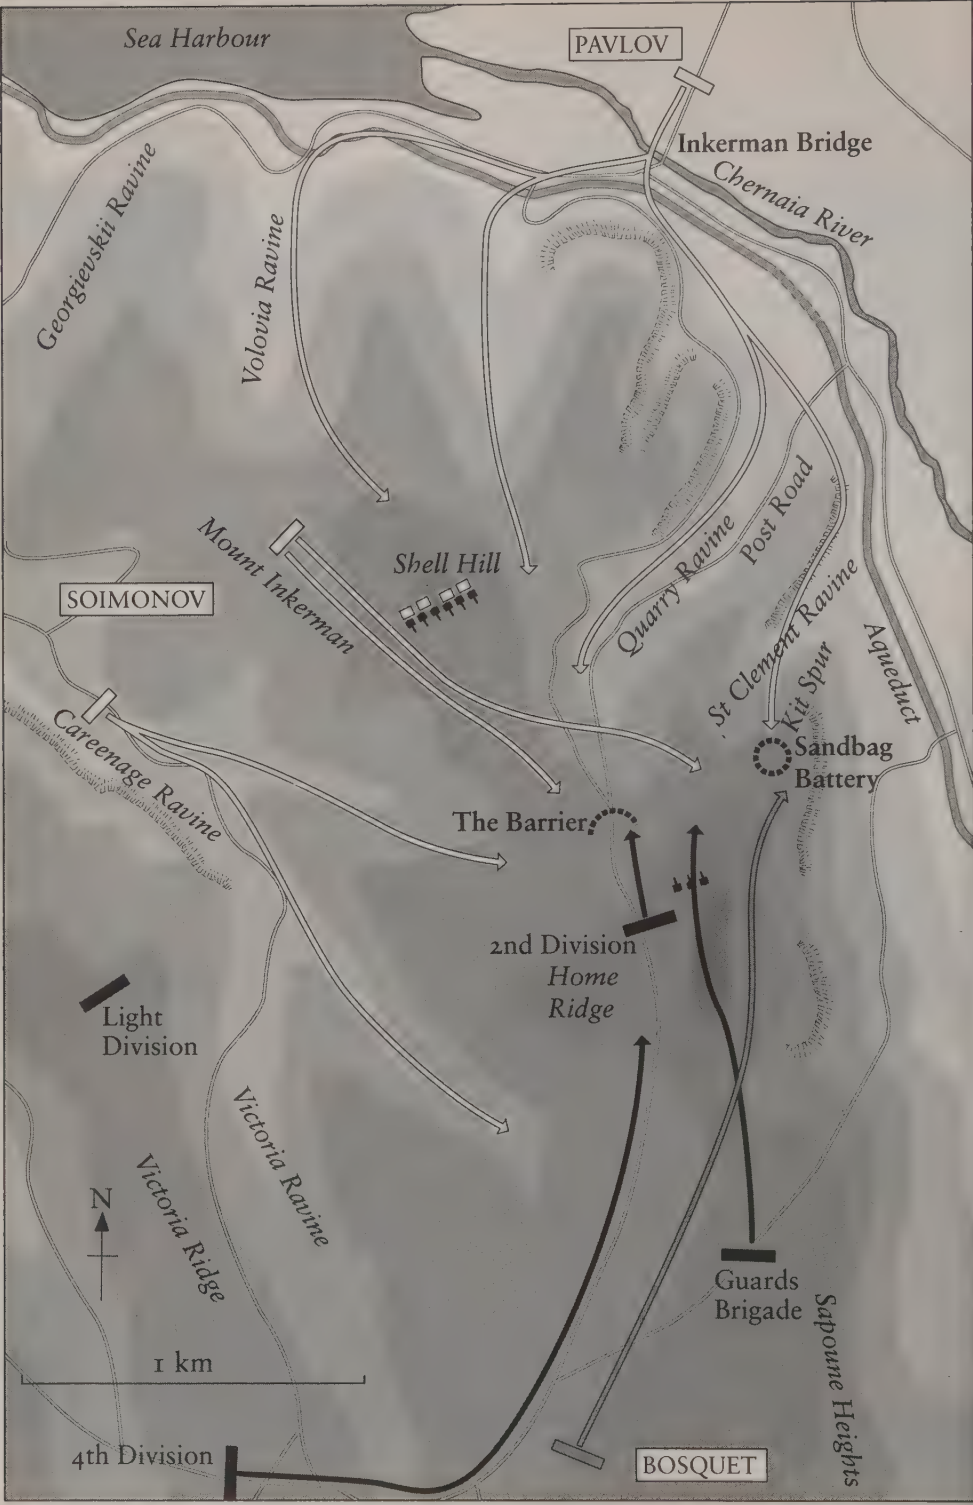 Sea Harbour
PAVLOV
Inkerman Bridge
Chernaia River
Georgievskii Ravine
Volovia Ravine
Mount Inkerman
Shell Hill
SOIMONOV
Quarry Ravine
Post Road
St Clement Ravine
Kit Spur
Aqueduct
Careenage Ravine
Sandbag
Battery
The Barrier
2nd Division
Home
Ridge
Light
Division
Victoria Ravine
Victoria Ridge
N
Guards
Brigade
Sapoune Heights
1 km
4th Division
BOSQUET